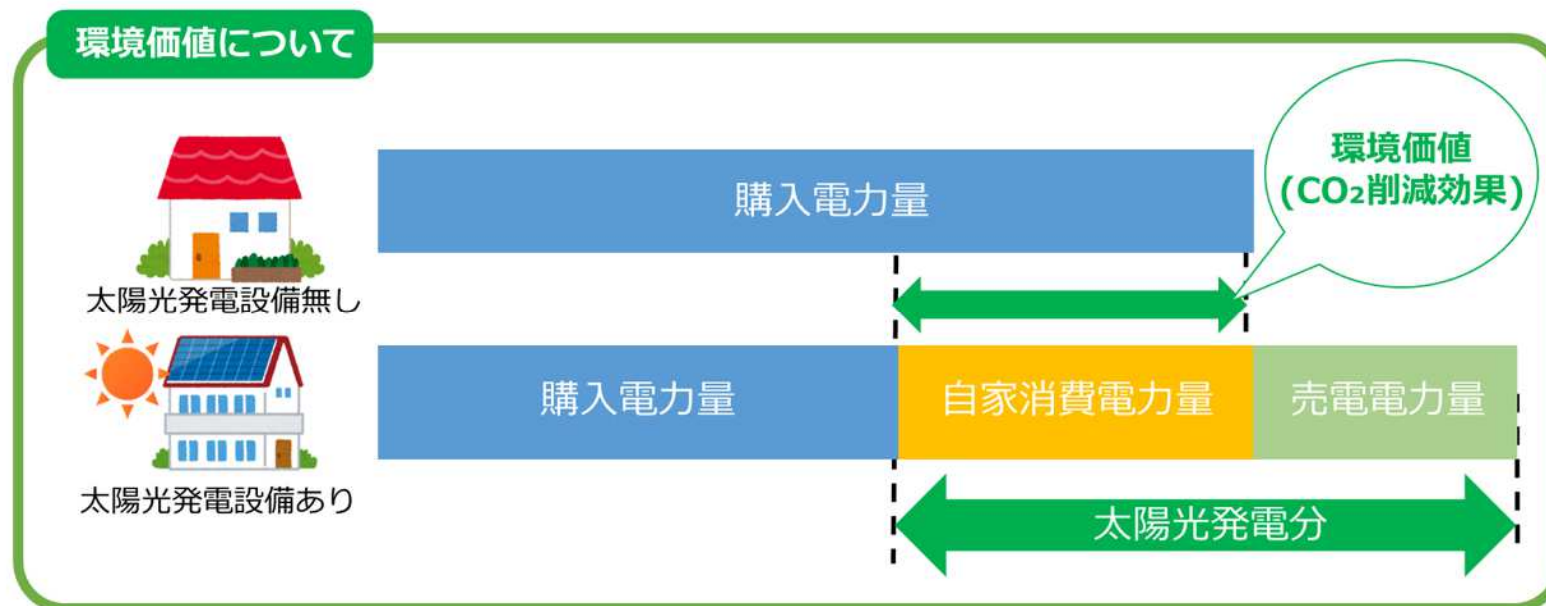 環境価値について
購入電力量
環境価値
(CO₂削減効果)
太陽光発電設備無し
購入電力量
自家消費電力量
売電電力量
太陽光発電設備あり
太陽光発電分